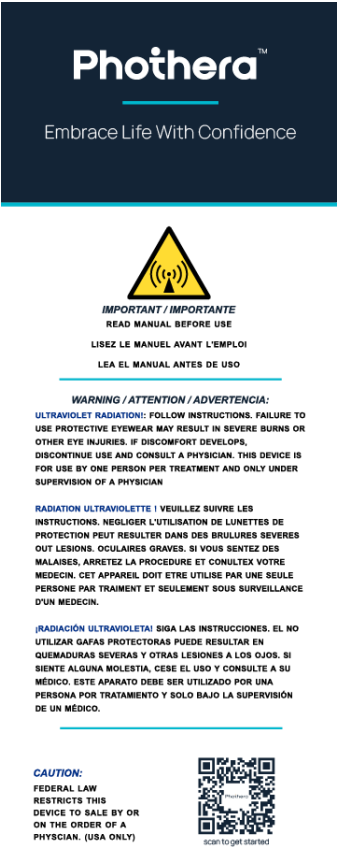 Phothera™
Embrace Life With Confidence
IMPORTANT / IMPORTANTE
READ MANUAL BEFORE USE
LISEZ LE MANUEL AVANT L'EMPLOI
LEA EL MANUAL ANTES DE USO
WARNING / ATTENTION / ADVERTENCIA:
ULTRAVIOLET RADIATION!: FOLLOW INSTRUCTIONS. FAILURE TO
USE PROTECTIVE EYEWEAR MAY RESULT IN SEVERE BURNS OR
OTHER EYE INJURIES. IF DISCOMFORT DEVELOPS,
DISCONTINUE USE AND CONSULT A PHYSICIAN. THIS DEVICE IS
FOR USE BY ONE PERSON PER TREATMENT AND ONLY UNDER
SUPERVISION OF A PHYSICIAN
RADIATION ULTRAVIOLETTE ! VEUILLEZ SUIVRE LES
INSTRUCTIONS. NEGLIGER L'UTILISATION DE LUNETTES DE
PROTECTION PEUT RESULTER DANS DES BRULURES SEVERES
OUT LESIONS. OCULAIRES GRAVES. SI VOUS SENTEZ DES
MALAISES, ARRETEZ LA PROCEDURE ET CONSULTEX VOTRE
MEDECIN. CET APPAREIL DOIT ETRE UTILISE PAR UNE SEULE
PERSONE PAR TRAIMENT ET SEULEMENT SOUS SURVEILLANCE
D'UN MEDECIN.
¡RADIACIÓN ULTRAVIOLETA! SIGA LAS INSTRUCCIONES. EL NO
UTILIZAR GAFAS PROTECTORAS PUEDE RESULTAR EN
QUEMADURAS SEVERAS Y OTRAS LESIONES A LOS OJOS. SI
SIENTE ALGUNA MOLESTIA, CESE EL USO Y CONSULTE A SU
MÉDICO. ESTE APARATO DEBE SER UTILIZADO POR UNA
PERSONA POR TRATAMIENTO Y SOLO BAJO LA SUPERVISIÓN
DE UN MÉDICO.
CAUTION:
FEDERAL LAW
RESTRICTS THIS
DEVICE TO SALE BY OR
ON THE ORDER OF A
PHYSCIAN. (USA ONLY)
Phothera
scan to get started